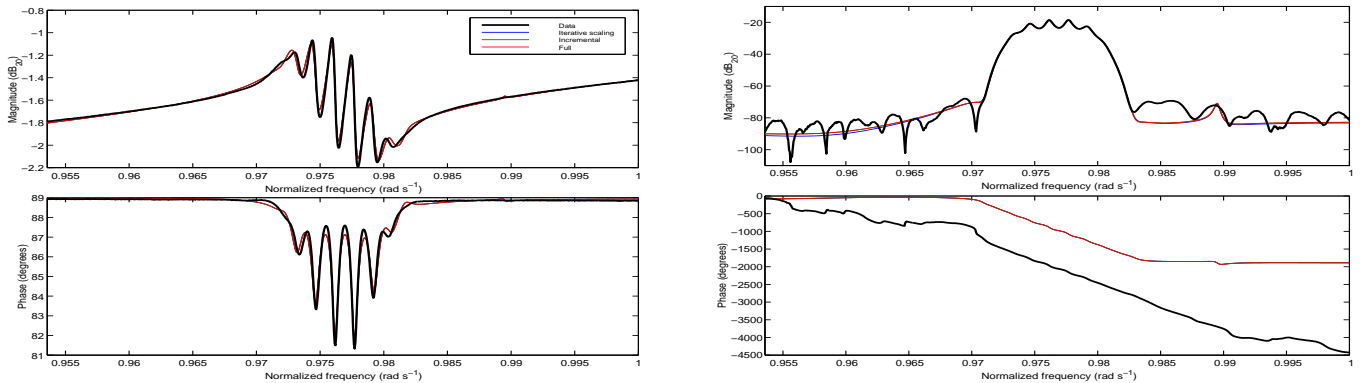 −0.8
−1
−1.2
−1.4
−1.6
−1.8
−2
−2.2
Magnitude (dB20)
0.955 0.96 0.965 0.97 0.975 0.98 0.985 0.99 0.995 1
Normalized frequency (rad s−1)
Data
Iterative scaling
Incremental
Full
89
87
86
84
83
82
81
Phase (degrees)
0.955 0.96 0.965 0.97 0.975 0.98 0.985 0.99 0.995 1
Normalized frequency (rad s−1)
−20
−40
−60
−80
−100
Magnitude (dB20)
0.955 0.96 0.965 0.97 0.975 0.98 0.985 0.99 0.995 1
Normalized frequency (rad s−1)
0
−500
−1000
−1500
−2000
−2500
−3000
−3500
−4000
−4500
Phase (degrees)
0.955 0.96 0.965 0.97 0.975 0.98 0.985 0.99 0.995 1
Normalized frequency (rad s−1)